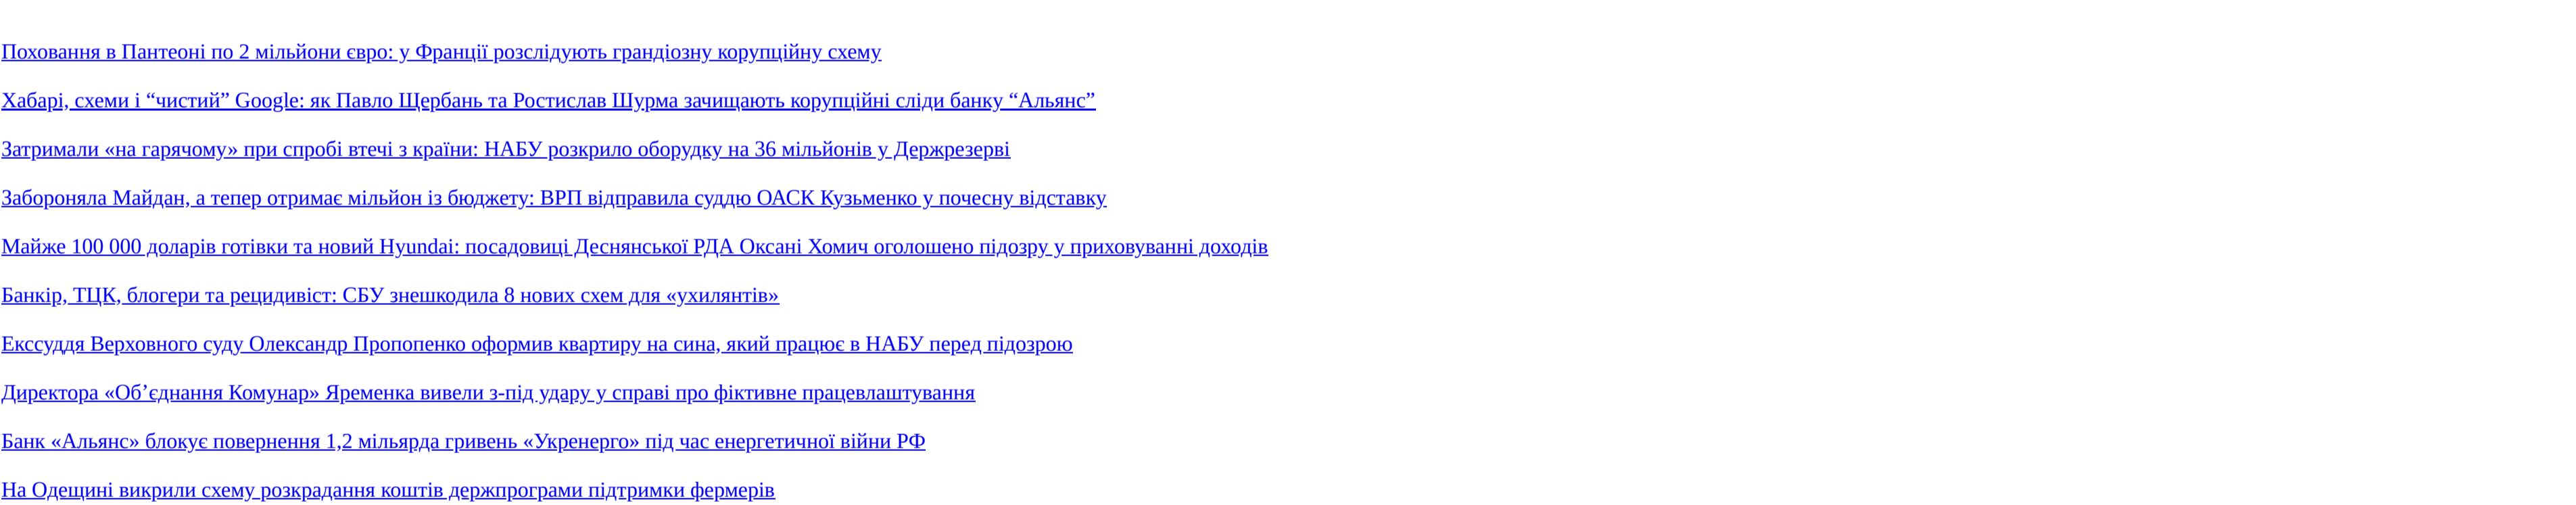 Поховання в Пантеоні по 2 мільйони євро: у Франції розслідують грандіозну корупційну схему
Хабарі, схеми і “чистий” Google: як Павло Щербань та Ростислав Шурма зачищають корупційні сліди банку “Альянс”
Затримали «на гарячому» при спробі втечі з країни: НАБУ розкрило оборудку на 36 мільйонів у Держрезерві
Забороняла Майдан, а тепер отримає мільйон із бюджету: ВРП відправила суддю ОАСК Кузьменко у почесну відставку
Майже 100 000 доларів готівки та новий Hyundai: посадовиці Деснянської РДА Оксані Хомич оголошено підозру у приховуванні доходів
Банкір, ТЦК, блогери та рецидивіст: СБУ знешкодила 8 нових схем для «ухилянтів»
Екссуддя Верховного суду Олександр Пропопенко оформив квартиру на сина, який працює в НАБУ перед підозрою
Директора «Об’єднання Комунар» Яременка вивели з-під удару у справі про фіктивне працевлаштування
Банк «Альянс» блокує повернення 1,2 мільярда гривень «Укренерго» під час енергетичної війни РФ
На Одещині викрили схему розкрадання коштів держпрограми підтримки фермерів